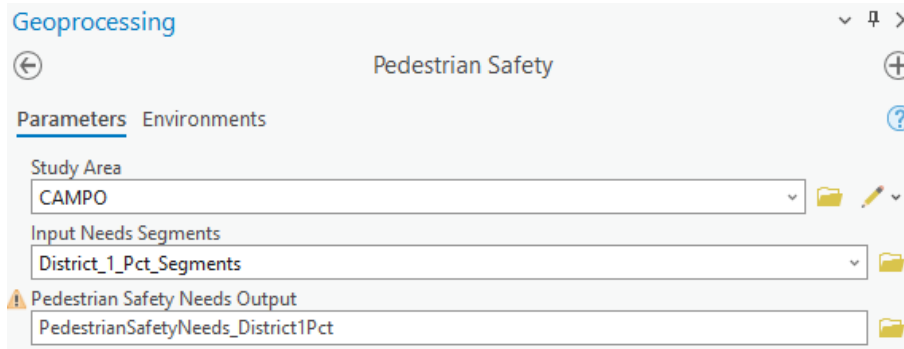 Geoprocessing
Pedestrian Safety
Parameters Environments
Study Area
CAMPO
Input Needs Segments
District_1_Pct_Segments
Pedestrian Safety Needs Output
PedestrianSafetyNeeds_District1Pct